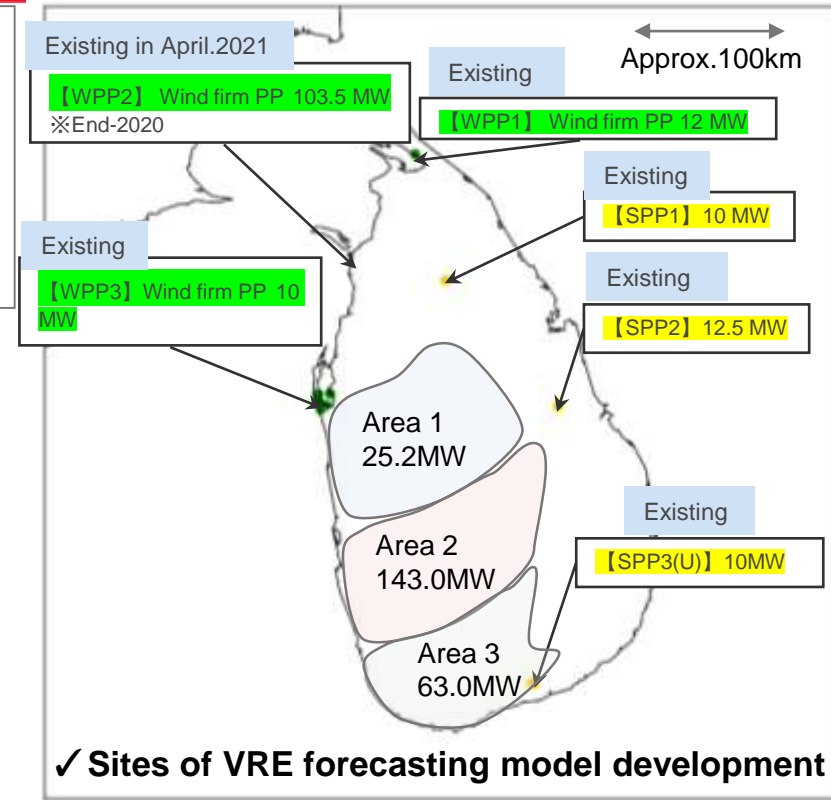 Existing in April.2021
【WPP2】 Wind firm PP 103.5 MW
※End-2020
Approx.100km
Existing
【WPP1】 Wind firm PP 12 MW
Existing
【SPP1】10 MW
Existing
【WPP3】Wind firm PP 10
MW
Existing
【SPP2】12.5 MW
Area 1
25.2MW
Area 2
143.0MW
Existing
【SPP3(U)】10MW
Area 3
63.0MW
✓Sites of VRE forecasting model development